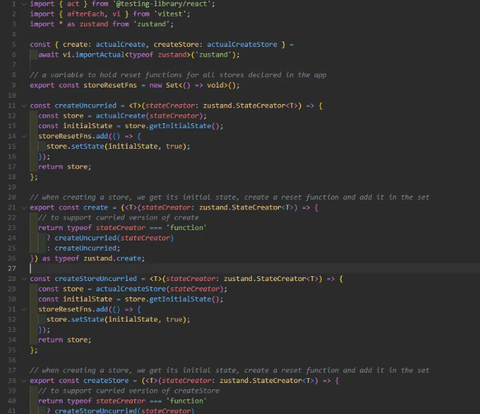 1 import { act } from '@testing-library/react';
2 import { afterEach, vi } from 'vitest';
3 import * as zustand from 'zustand';
4
5 const { create: actualCreate, createStore: actualCreateStore } =
6 await vi.importActual<typeof zustand>('zustand');
7
8 // a variable to hold reset functions for all stores declared in the app
9 export const storeResetFns = new Set<() => void>();
10
11 const createUncurried = <T>(stateCreator: zustand.StateCreator<T>) => {
12 const store = actualCreate(stateCreator);
13 const initialState = store.getInitialState();
14 storeResetFns.add(() => {
15 store.setState(initialState, true);
16 });
17 return store;
18 };
19
20 // when creating a store, we get its initial state, create a reset function and add it in the set
21 export const create = (<T>(stateCreator: zustand.StateCreator<T>) => {
22 // to support curried version of create
23 return typeof stateCreator === 'function'
24 ? createUncurried(stateCreator)
25 : createUncurried;
26 }) as typeof zustand.create;
27
28 const createStoreUncurried = <T>(stateCreator: zustand.StateCreator<T>) => {
29 const store = actualCreateStore(stateCreator);
30 const initialState = store.getInitialState();
31 storeResetFns.add(() => {
32 store.setState(initialState, true);
33 });
34 return store;
35 };
36
37 // when creating a store, we get its initial state, create a reset function and add it in the set
38 export const createStore = (<T>(stateCreator: zustand.StateCreator<T>) => {
39 // to support curried version of createStore
40 return typeof stateCreator === 'function'
41 ? createStoreUncurried(stateCreator)